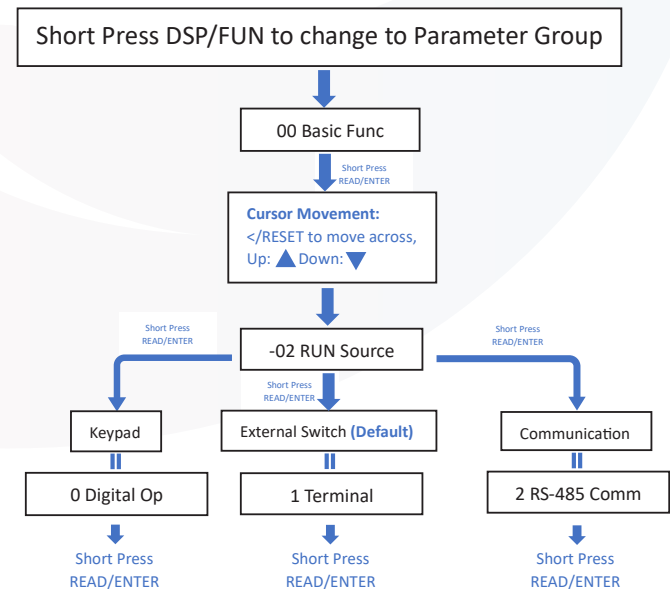 Short Press DSP/FUN to change to Parameter Group
00 Basic Func
Short Press
READ/ENTER
Cursor Movement:
</RESET to move across,
Up: Down:
-02 RUN Source
Short Press
READ/ENTER
Short Press
READ/ENTER
Short Press
READ/ENTER
Keypad
External Switch (Default)
Communication
0 Digital Op
1 Terminal
2 RS-485 Comm
Short Press
READ/ENTER
Short Press
READ/ENTER
Short Press
READ/ENTER